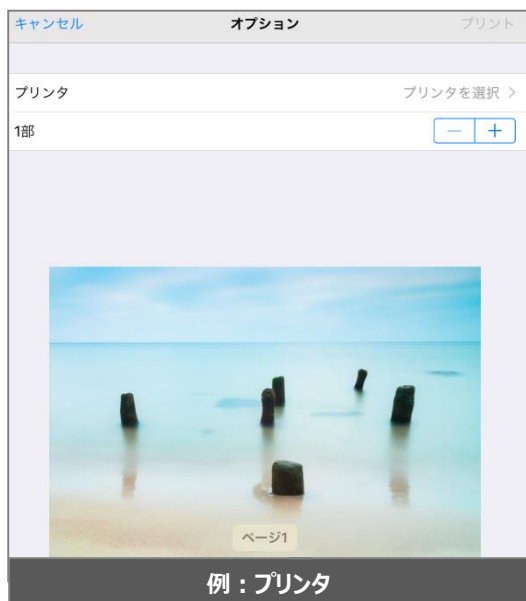 キャンセル オプション プリント
プリンタ プリンタを選択 >
1部 − +
ページ1
例：プリンタ